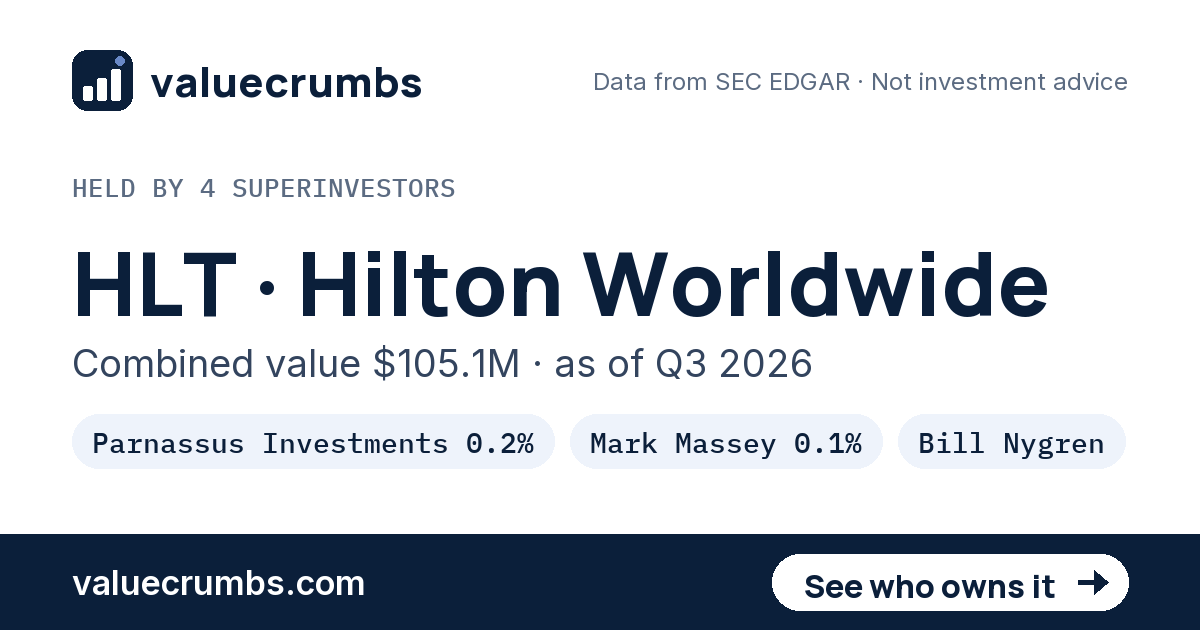 valuecrumbs
Data from SEC EDGAR · Not investment advice
HELD BY 4 SUPERINVESTORS
HLT · Hilton Worldwide
Combined value $105.1M · as of Q3 2026
Parnassus Investments 0.2%
Mark Massey 0.1%
Bill Nygren
valuecrumbs.com
See who owns it →